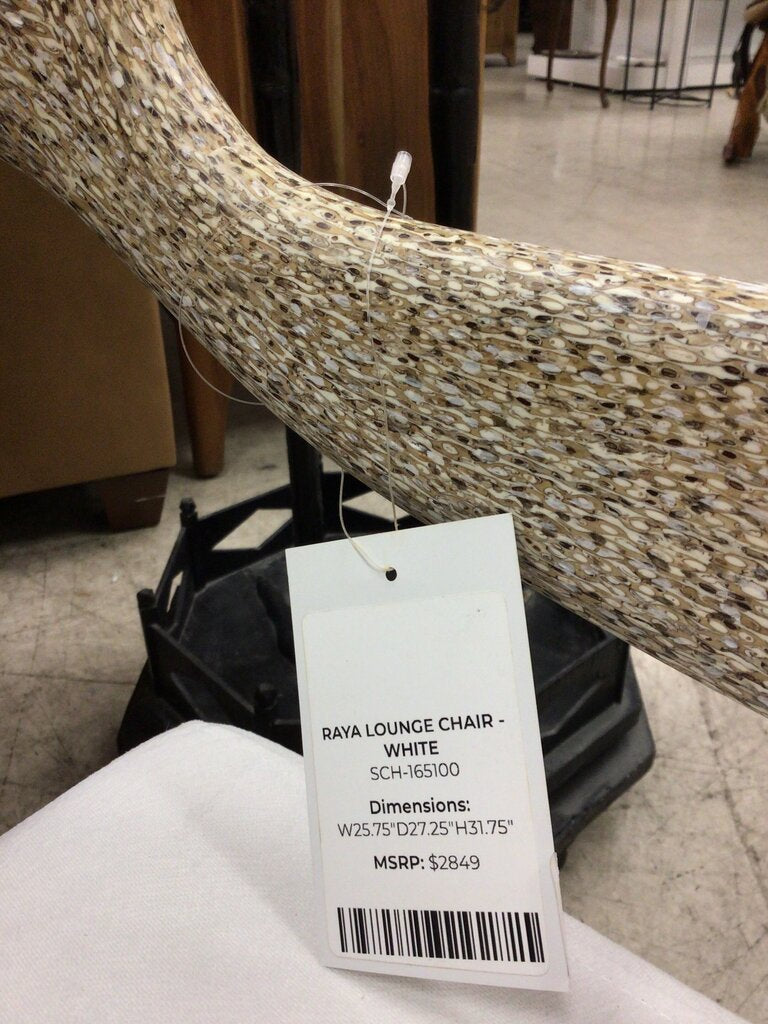 RAYA LOUNGE CHAIR -
WHITE
SCH-165100
Dimensions:
W25.75"D27.25"H31.75"
MSRP: $2849